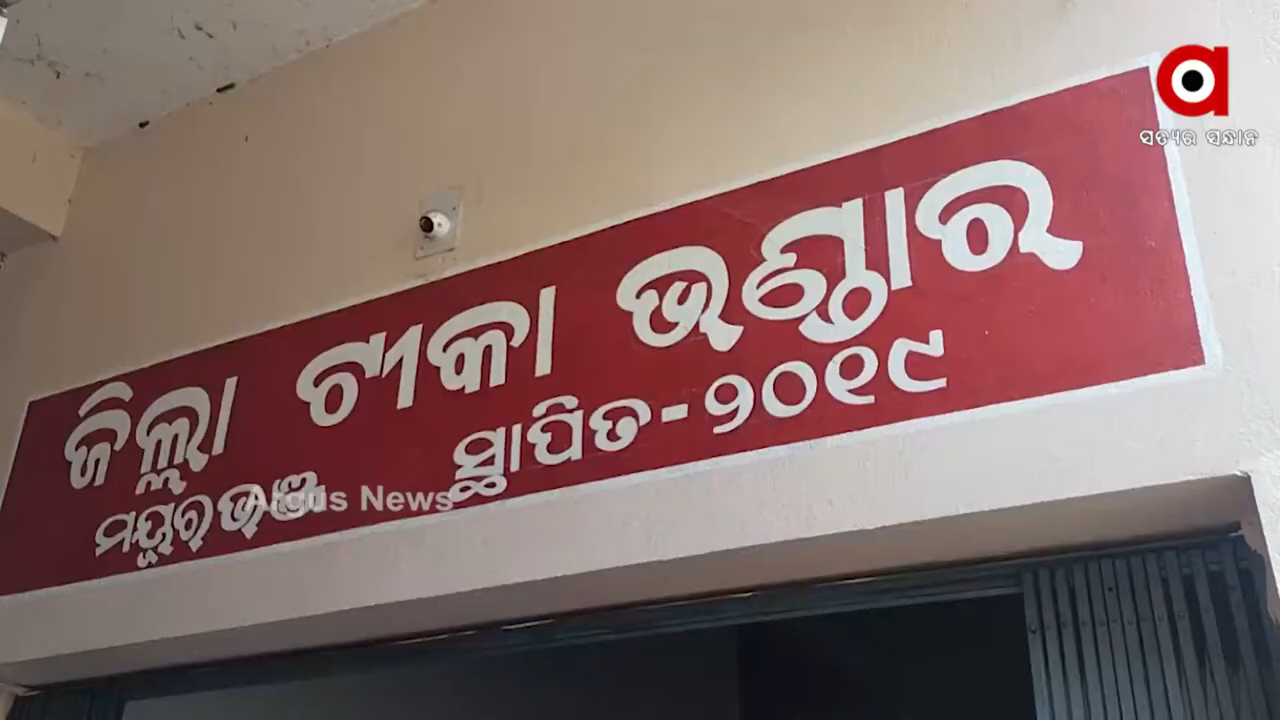 ସତ୍ୟର ସନ୍ଧାନ
ଜିଲ୍ଲା ଟୀକା ଭଣ୍ଡାର
ମୟୂରଭଞ୍ଜ ସ୍ଥାପିତ-୨୦୧୯
Argus News